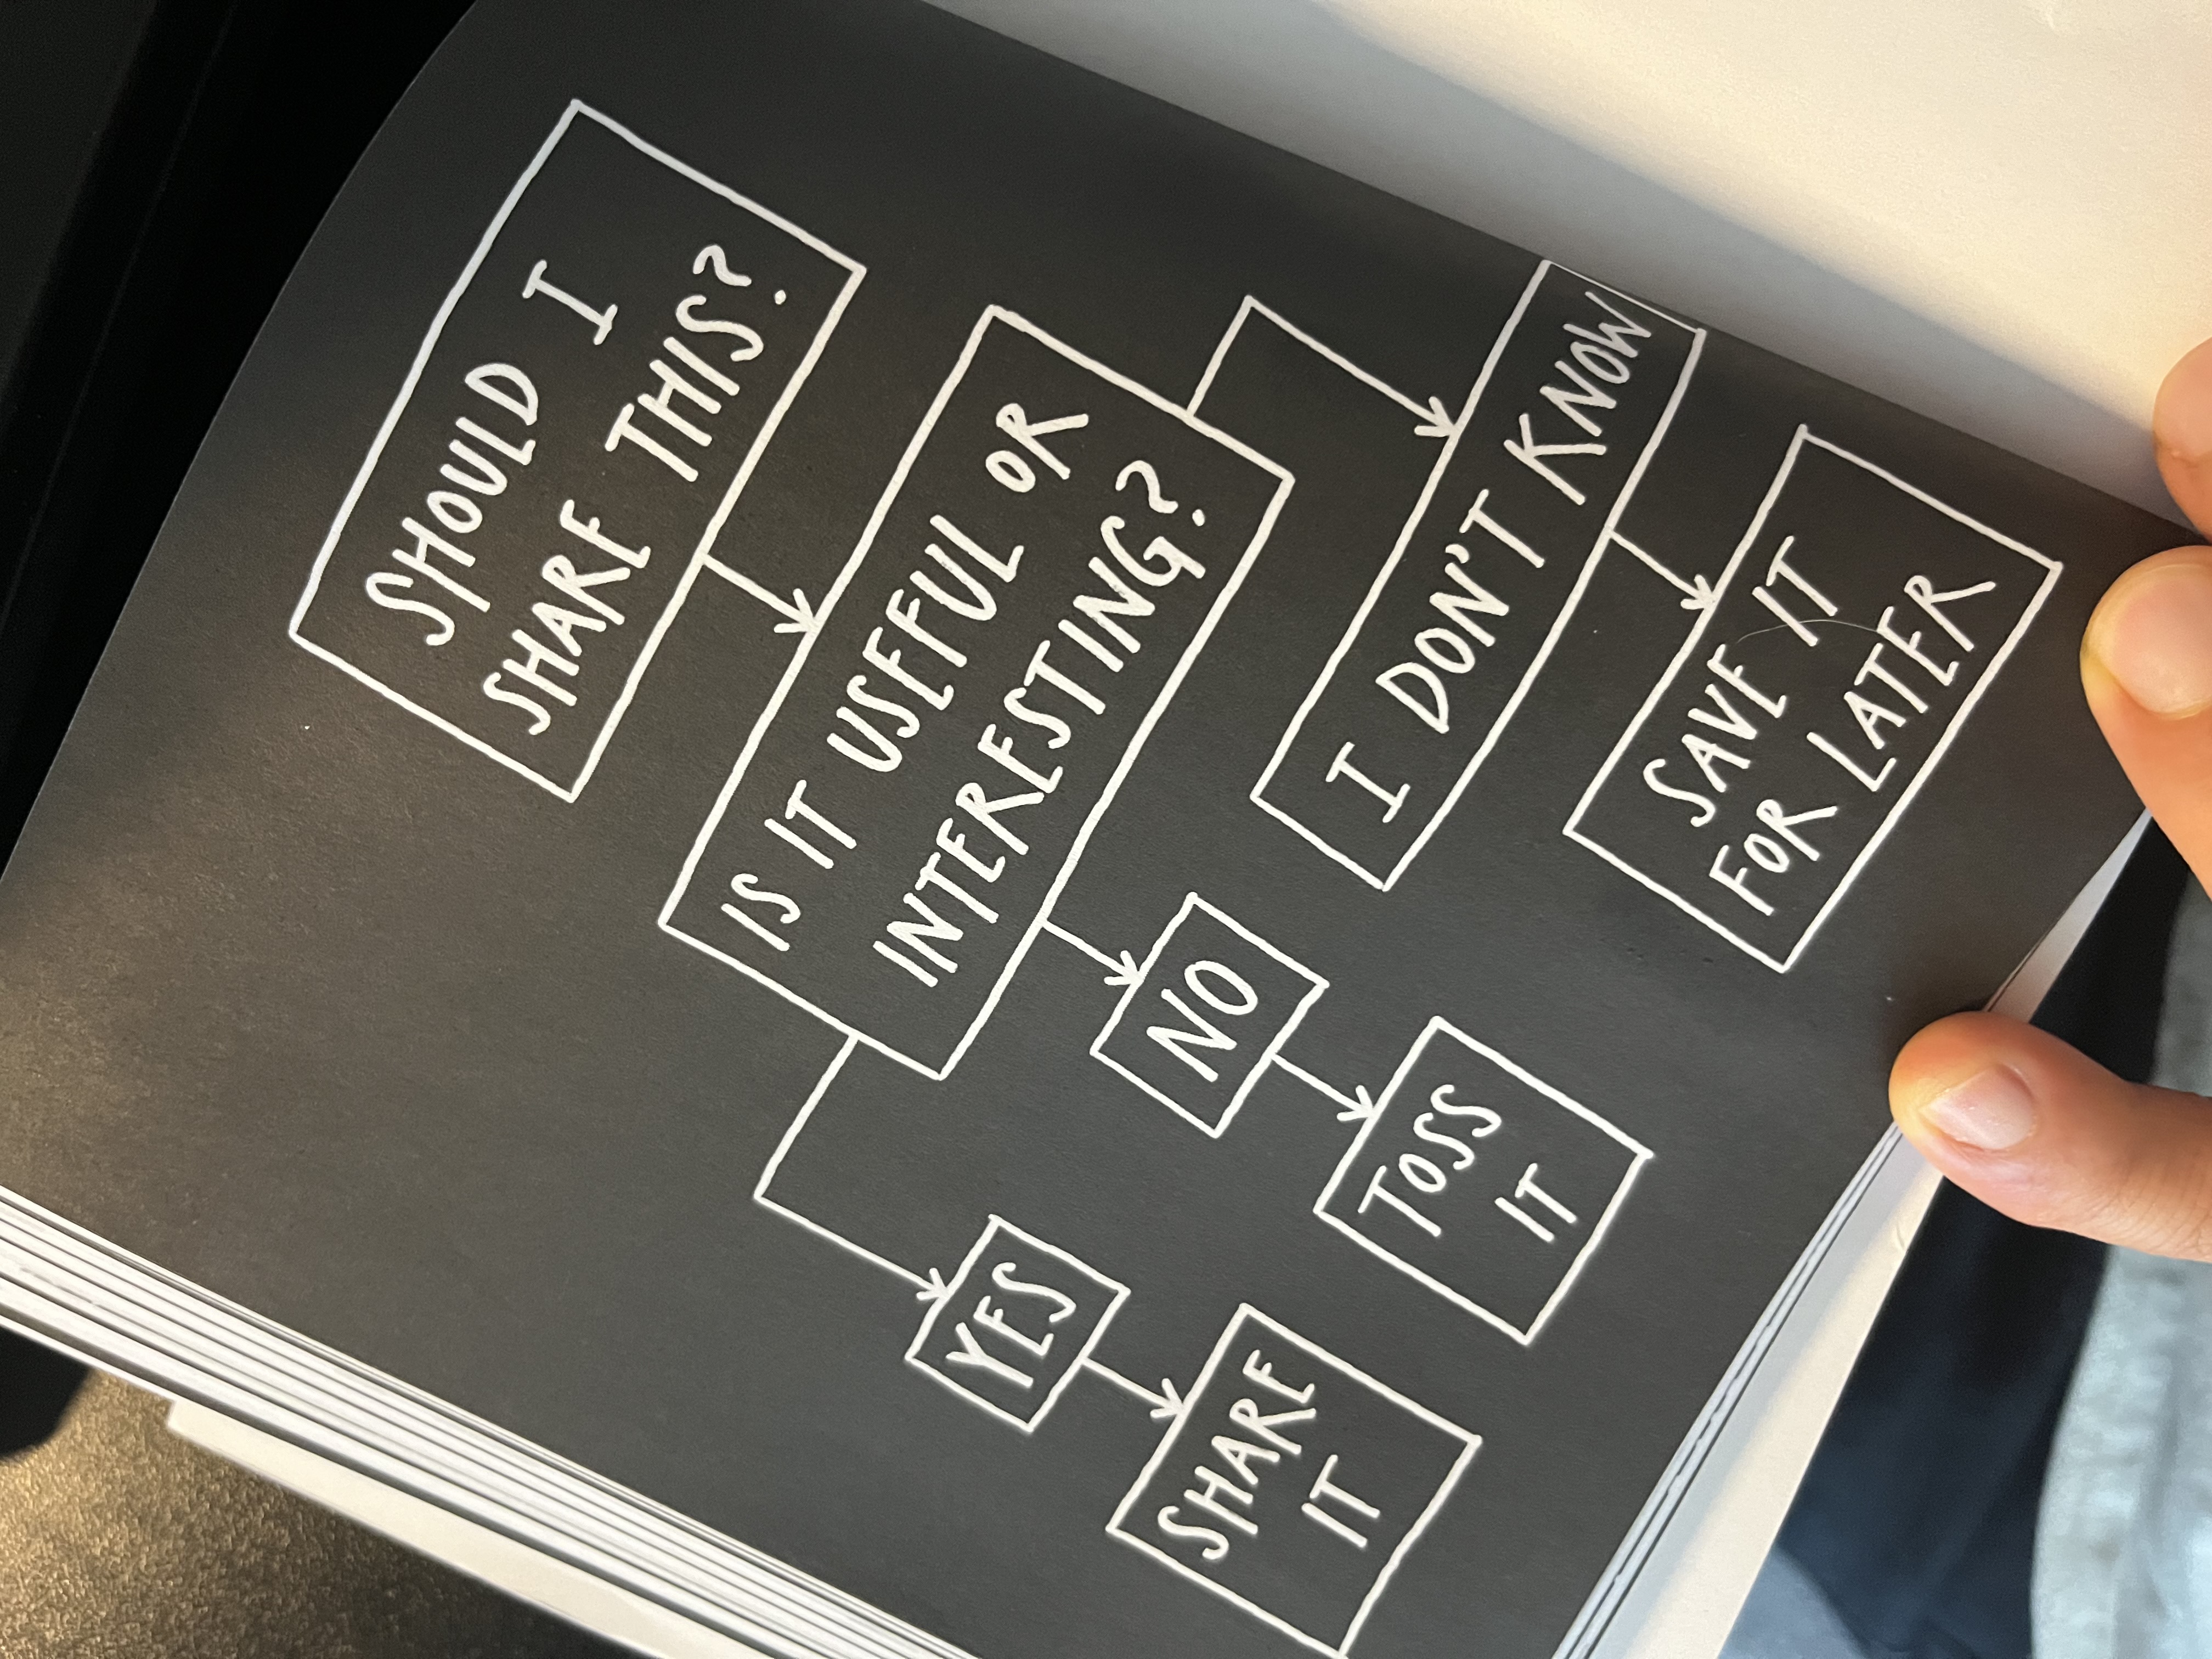 SHOULD I
SHARE THIS?
IS IT USEFUL OR
INTERESTING?
YES
NO
I DON'T KNOW
SHARE
IT
TOSS
IT
SAVE IT
FOR LATER